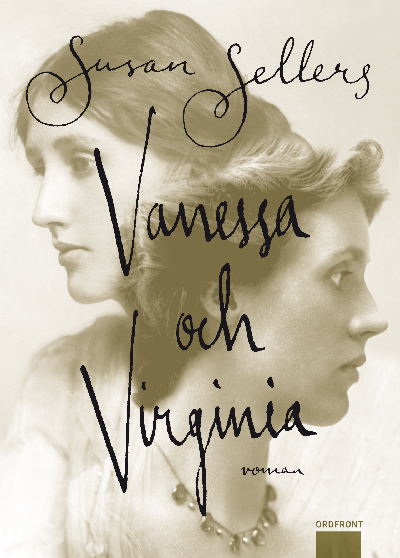 Susan Sellers
Vanessa
och
Virginia
roman
ORDFRONT